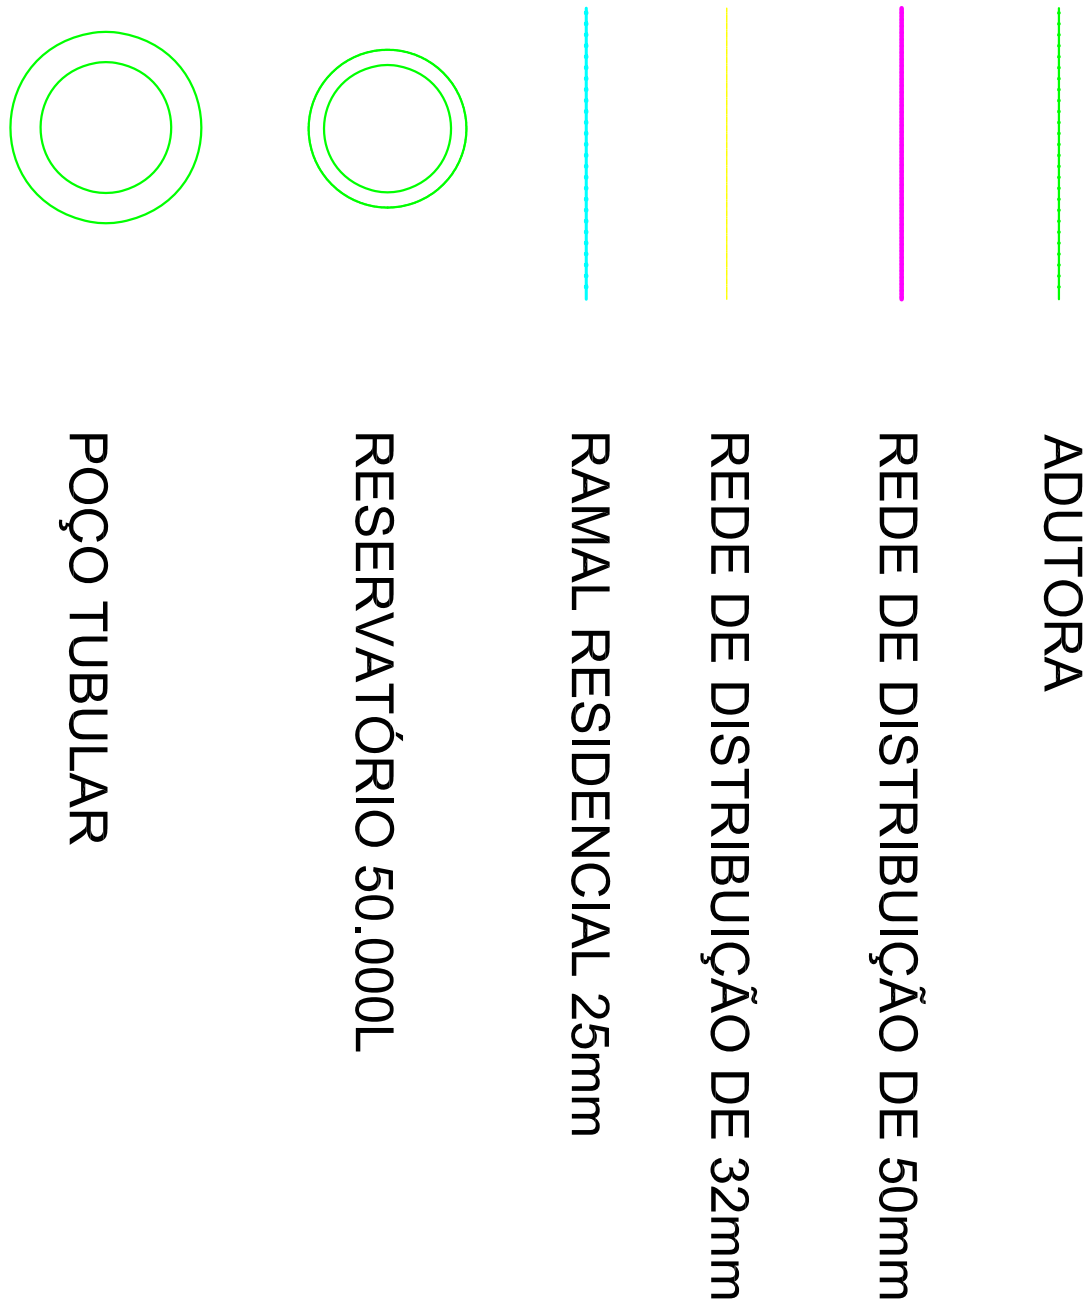 ADUTORA
REDE DE DISTRIBUIÇÃO DE 50mm
REDE DE DISTRIBUIÇÃO DE 32mm
RAMAL RESIDENCIAL 25mm
RESERVATÓRIO 50.000L
POÇO TUBULAR